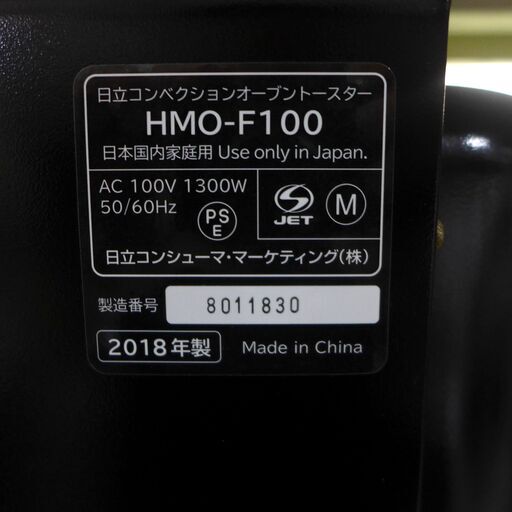 日立コンベクションオーブントースター
HMO-F100
日本国内家庭用 Use only in Japan.
AC 100V 1300W
50/60Hz
PS
E
JET
M
日立コンシューマ・マーケティング(株)
製造番号 8011830
2018年製 Made in China